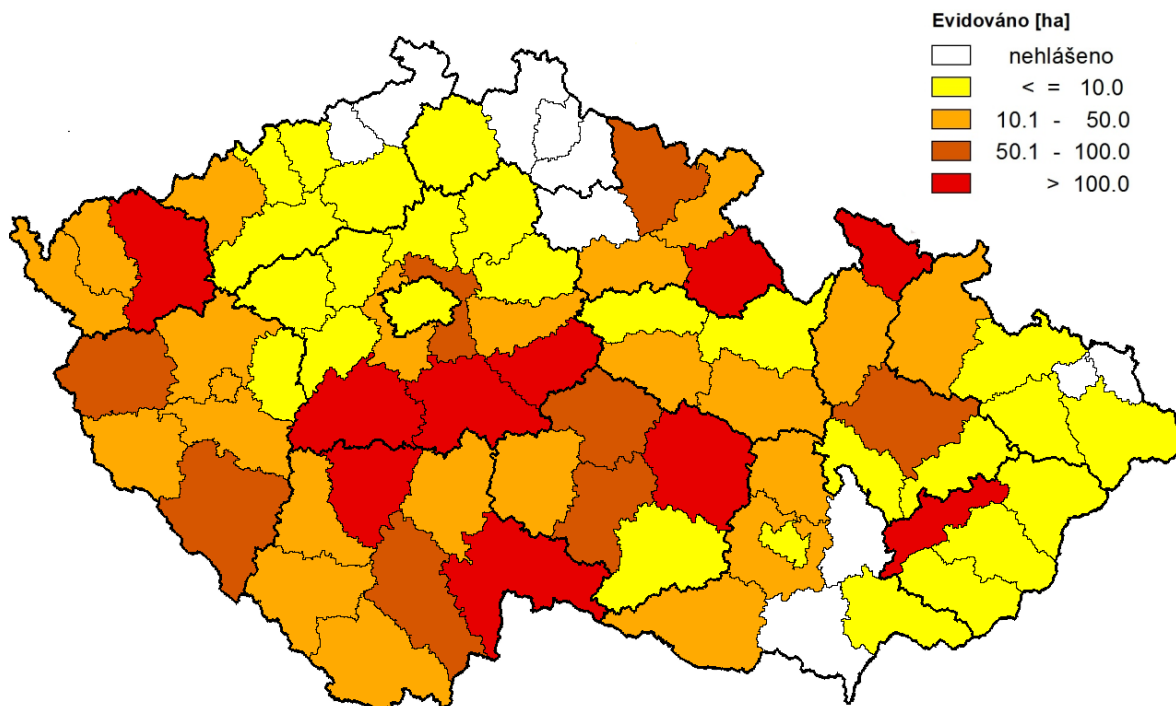 Evidováno [ha]
nehlášeno
< = 10.0
10.1 - 50.0
50.1 - 100.0
> 100.0